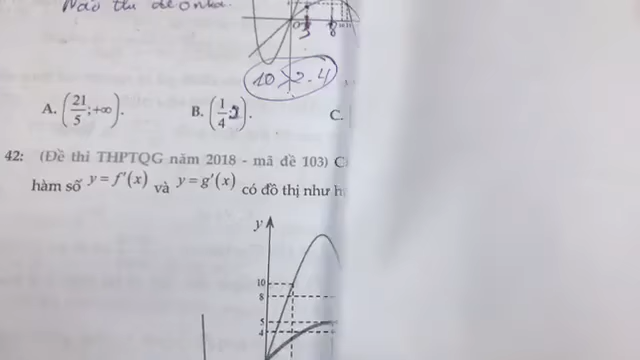 3 8
10 > 2.4
A. (21/5; +∞). B. (1/4; ). C.
42: (Đề thi THPTQG năm 2018 - mã đề 103) C
hàm số y = f'(x) và y = g'(x) có đồ thị như h
y
10
8
5
4